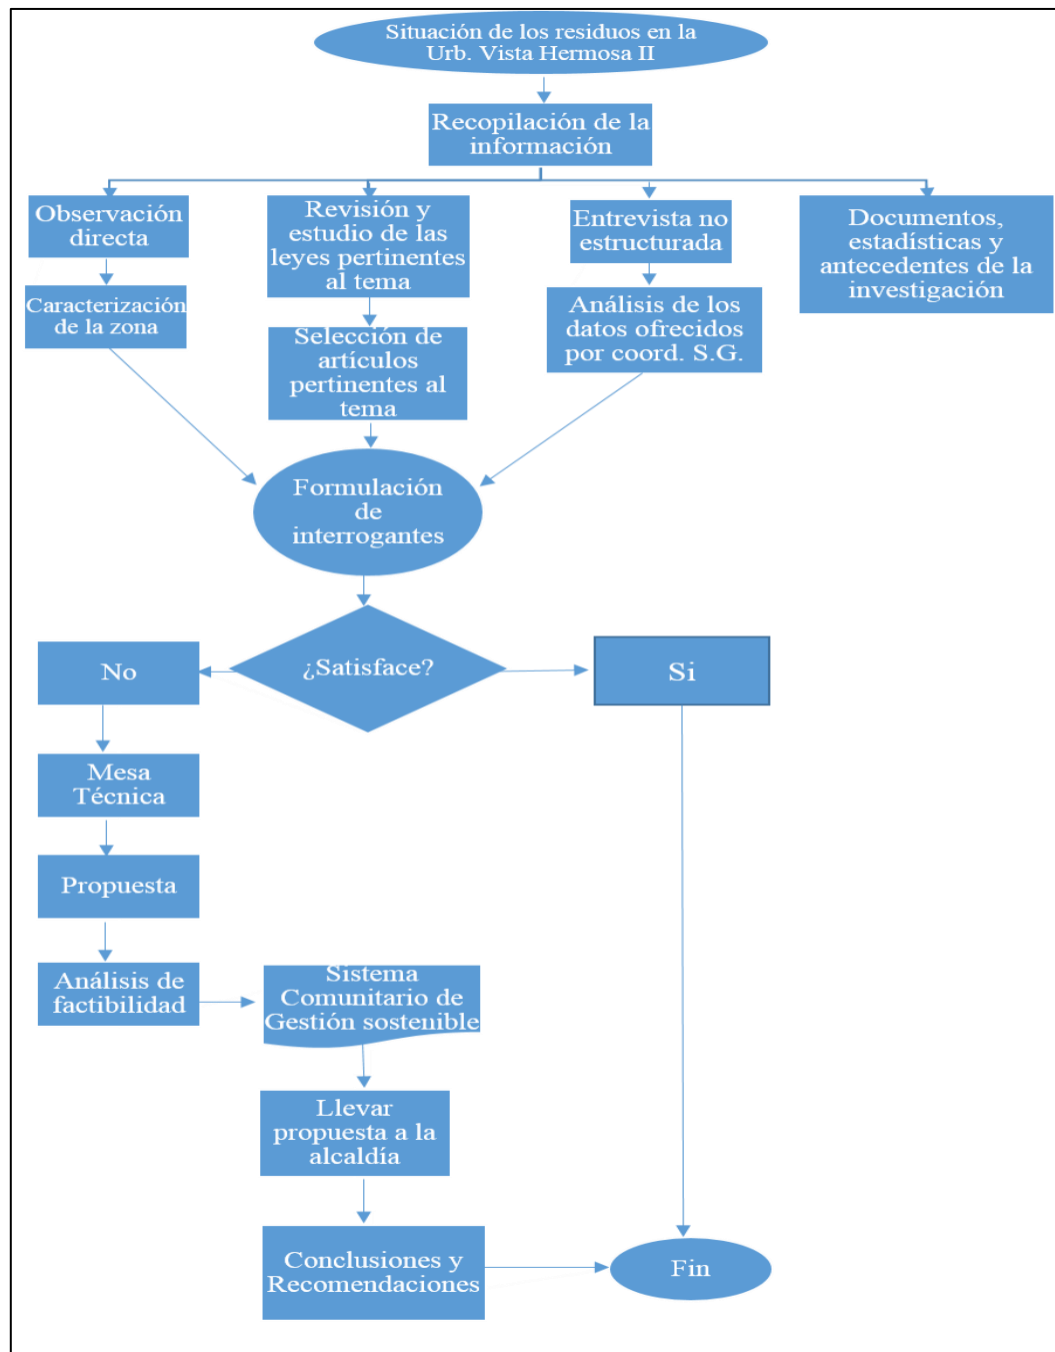 Situación de los residuos en la
Urb. Vista Hermosa II
Recopilación de la
información
Observación
directa
Revisión y
estudio de las
leyes pertinentes
al tema
Entrevista no
estructurada
Documentos,
estadísticas y
antecedentes de la
investigación
Caracterización
de la zona
Selección de
artículos
pertinentes al
tema
Análisis de los
datos ofrecidos
por coord. S.G.
Formulación
de
interrogantes
¿Satisface?
No
Si
Mesa
Técnica
Propuesta
Análisis de
factibilidad
Sistema
Comunitario de
Gestión sostenible
Llevar
propuesta a la
alcaldía
Conclusiones y
Recomendaciones
Fin